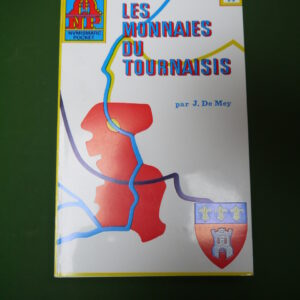 LES
MONNAIES
DU
TOURNAISIS
NP
NUMISMATIC
POCKET
par J. De Mey